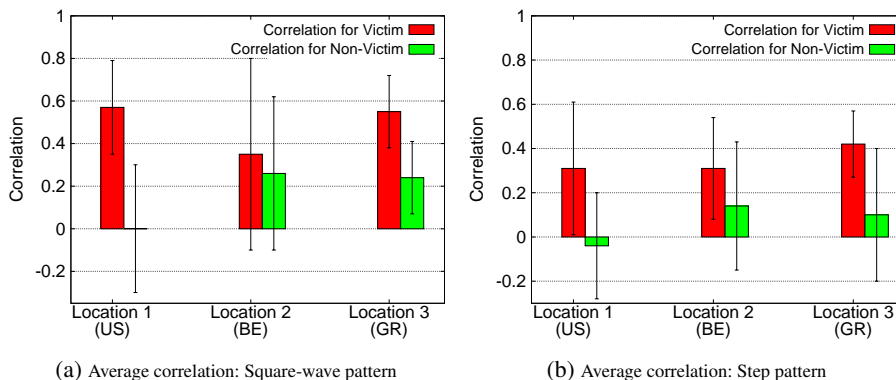 1
0.8
0.6
0.4
0.2
0
-0.2
Correlation
Correlation for Victim
Correlation for Non-Victim
Location 1
(US)
Location 2
(BE)
Location 3
(GR)
(a) Average correlation: Square-wave pattern
1
0.8
0.6
0.4
0.2
0
-0.2
Correlation
Correlation for Victim
Correlation for Non-Victim
Location 1
(US)
Location 2
(BE)
Location 3
(GR)
(b) Average correlation: Step pattern